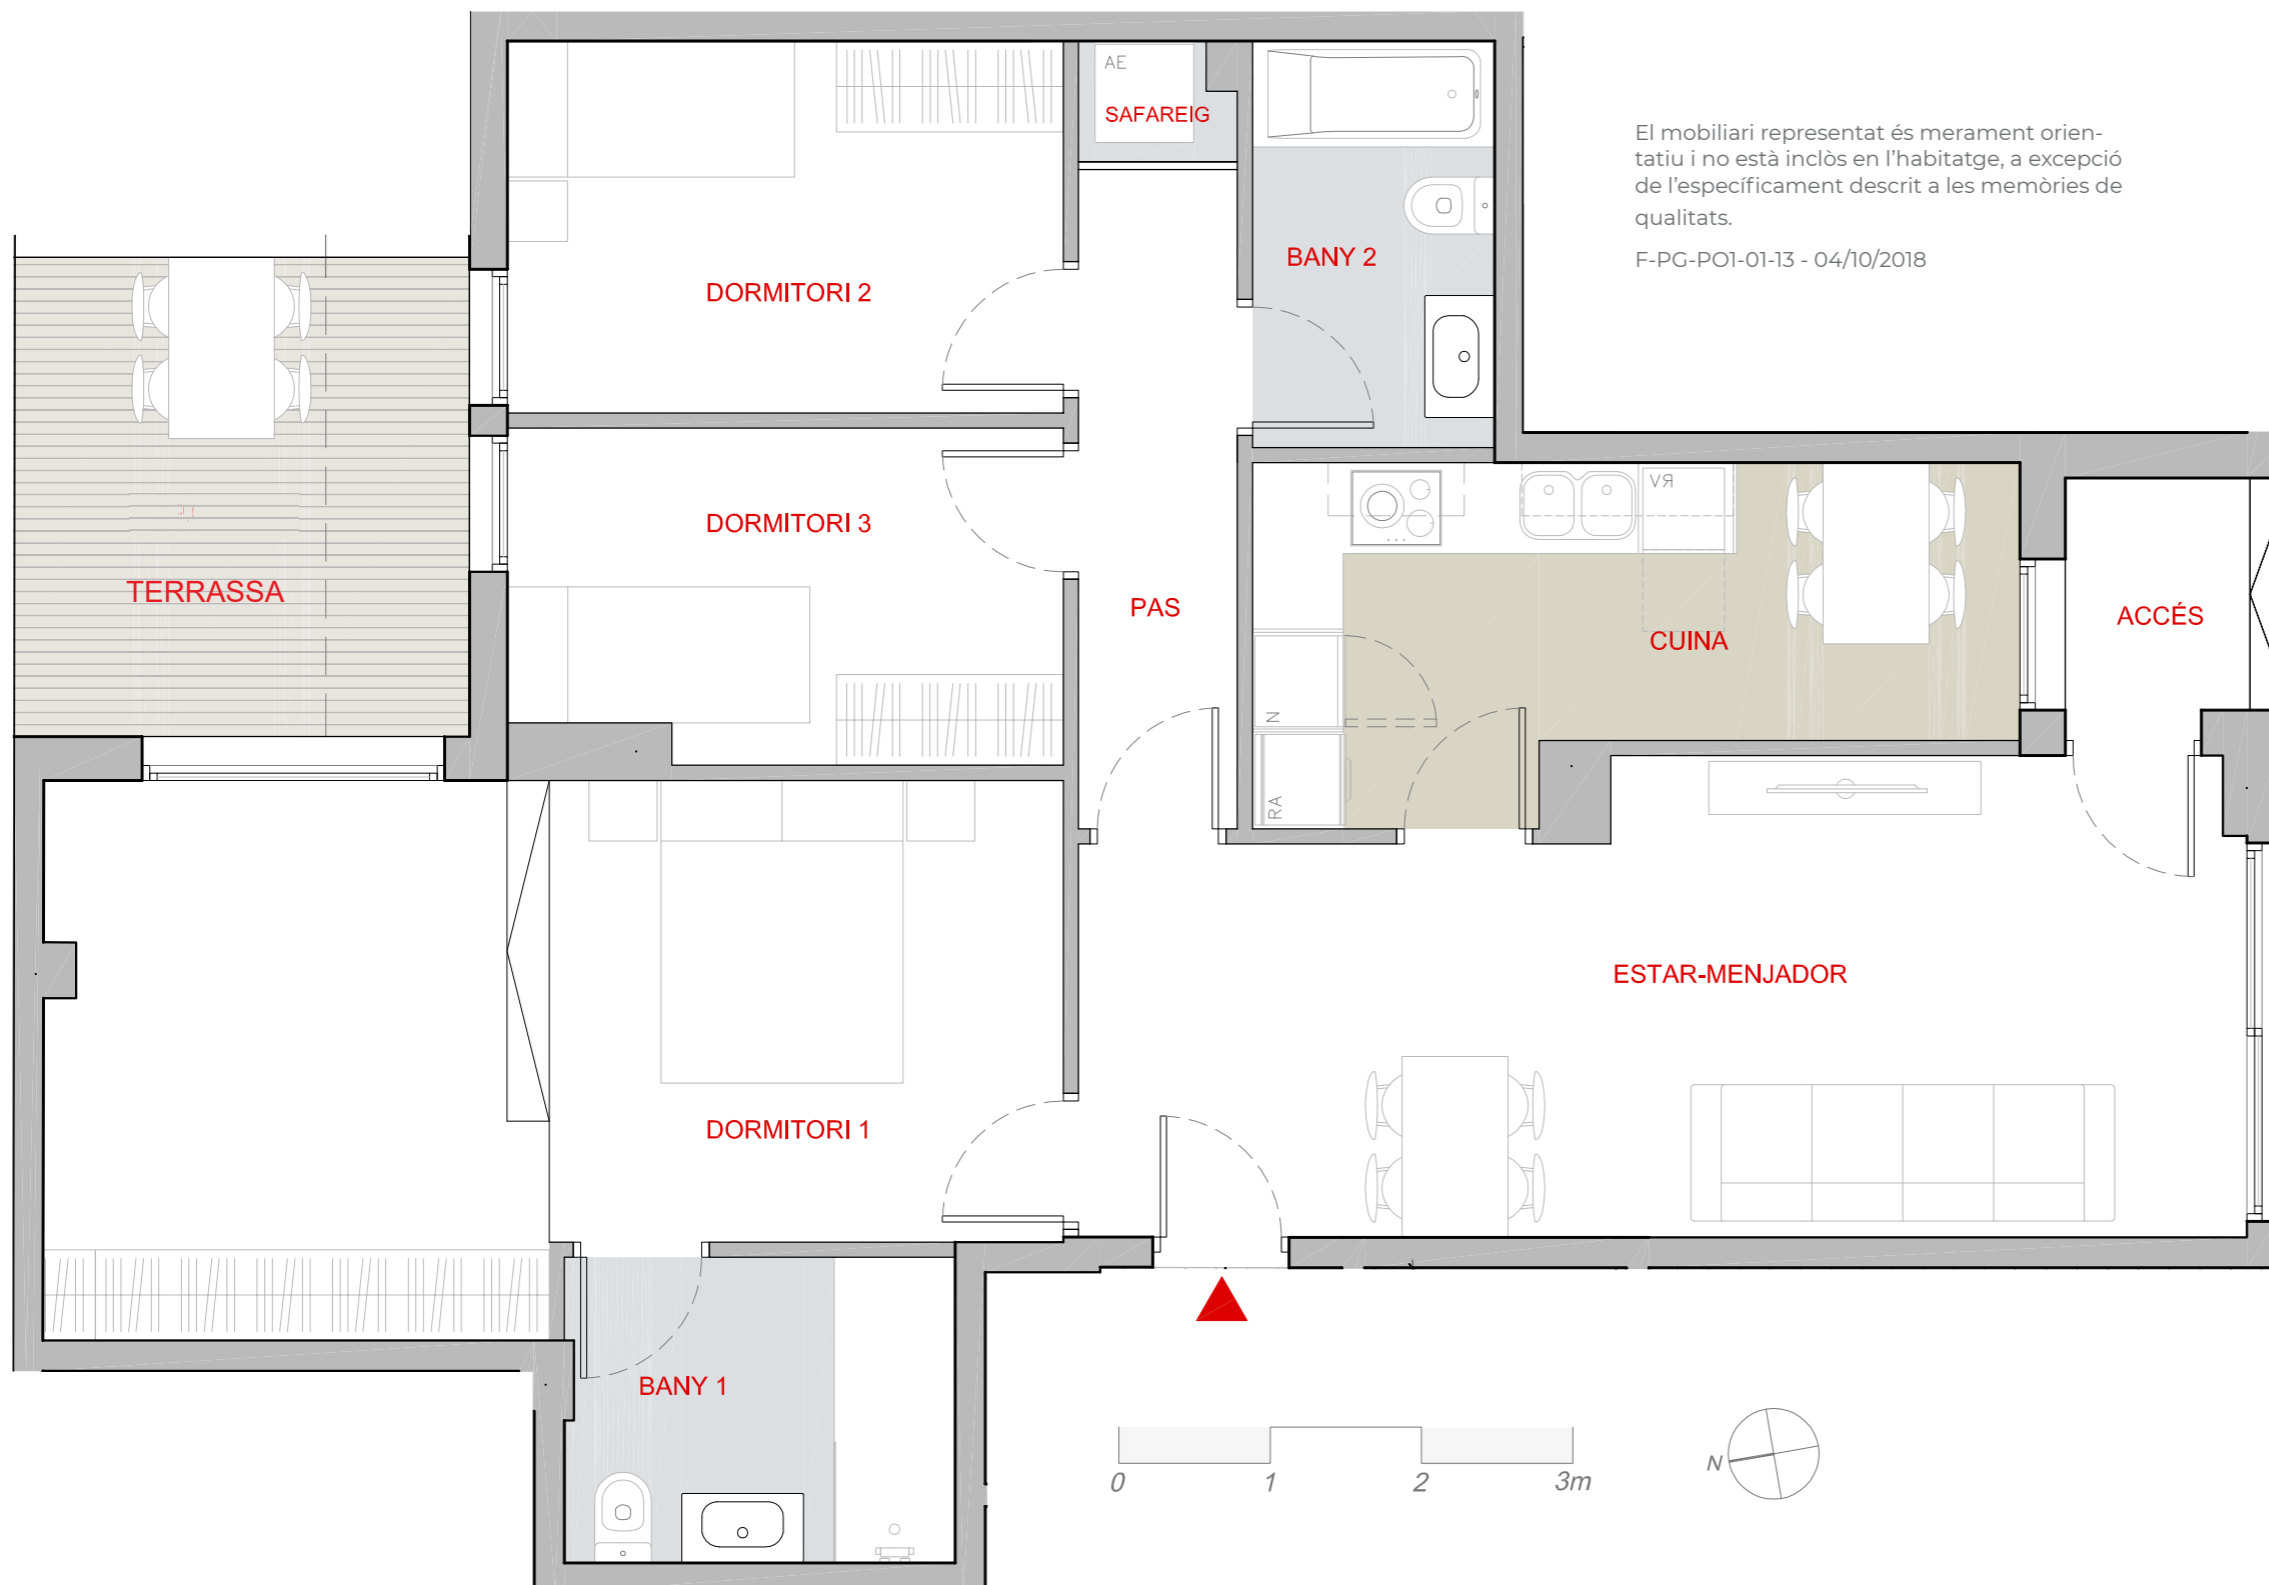 AE
SAFAREIG
El mobiliari representat és merament orien-
tatiu i no està inclòs en l'habitatge, a excepció
de l'específicament descrit a les memòries de
qualitats.
F-PG-PO1-01-13 - 04/10/2018
BANY 2
DORMITORI 2
VR
DORMITORI 3
TERRASSA
PAS
ACCÉS
CUINA
N
RA
ESTAR-MENJADOR
DORMITORI 1
BANY 1
N
0 1 2 3m